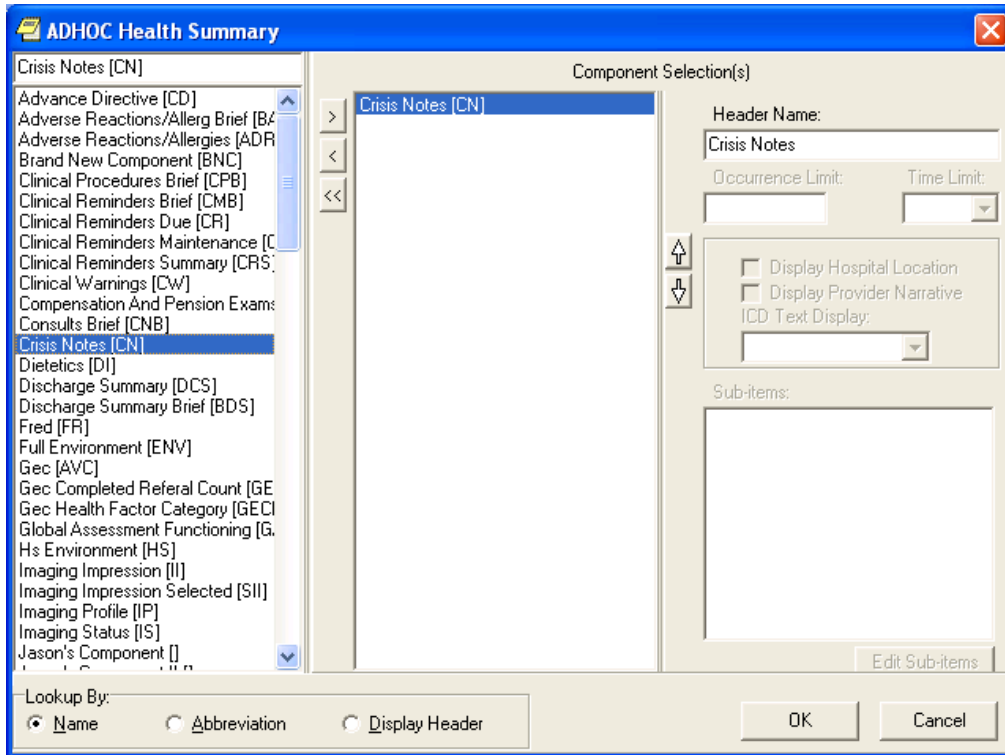 ADHOC Health Summary
Crisis Notes [CN]
Advance Directive [CD]
Adverse Reactions/Allerg Brief [BA
Adverse Reactions/Allergies [ADR
Brand New Component [BNC]
Clinical Procedures Brief [CPB]
Clinical Reminders Brief [CMB]
Clinical Reminders Due [CR]
Clinical Reminders Maintenance [C
Clinical Reminders Summary [CRS]
Clinical Warnings [CW]
Compensation And Pension Exams
Consults Brief [CNB]
Crisis Notes [CN]
Dietetics [DI]
Discharge Summary [DCS]
Discharge Summary Brief [BDS]
Fred [FR]
Full Environment [ENV]
Gec [AVC]
Gec Completed Referal Count [GE
Gec Health Factor Category [GECI
Global Assessment Functioning [G
Hs Environment [HS]
Imaging Impression [II]
Imaging Impression Selected [SII]
Imaging Profile [IP]
Imaging Status [IS]
Jason's Component []
Component Selection(s)
>
<
<<
Crisis Notes [CN]
Header Name:
Crisis Notes
Occurrence Limit: Time Limit:
Display Hospital Location
Display Provider Narrative
ICD Text Display:
Sub-items:
Edit Sub-items
Lookup By:
Name Abbreviation Display Header
OK Cancel